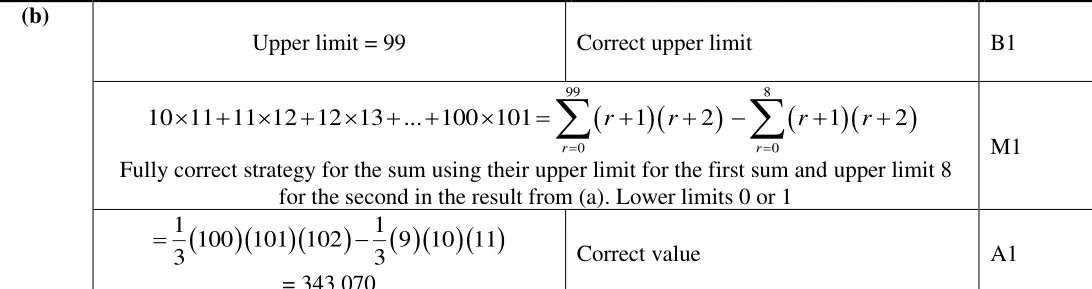 (b)
Upper limit = 99
Correct upper limit
B1
10×11+11×12+12×13+...+100×101 = ∑_{r=0}^{99} (r+1)(r+2) − ∑_{r=0}^{8} (r+1)(r+2)
Fully correct strategy for the sum using their upper limit for the first sum and upper limit 8
for the second in the result from (a). Lower limits 0 or 1
M1
= 1/3 (100)(101)(102) − 1/3 (9)(10)(11)
= 343 070
Correct value
A1